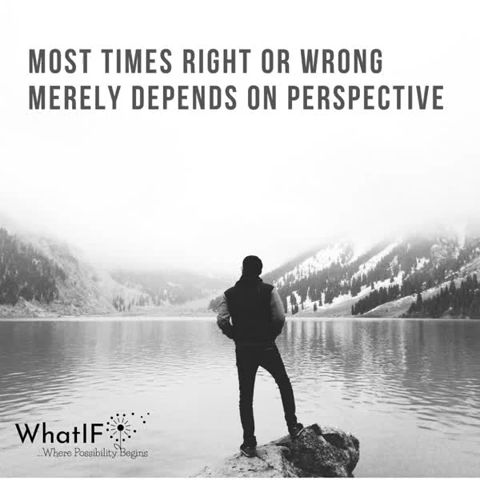 MOST TIMES RIGHT OR WRONG
MERELY DEPENDS ON PERSPECTIVE
WhatIF
...Where Possibility Begins